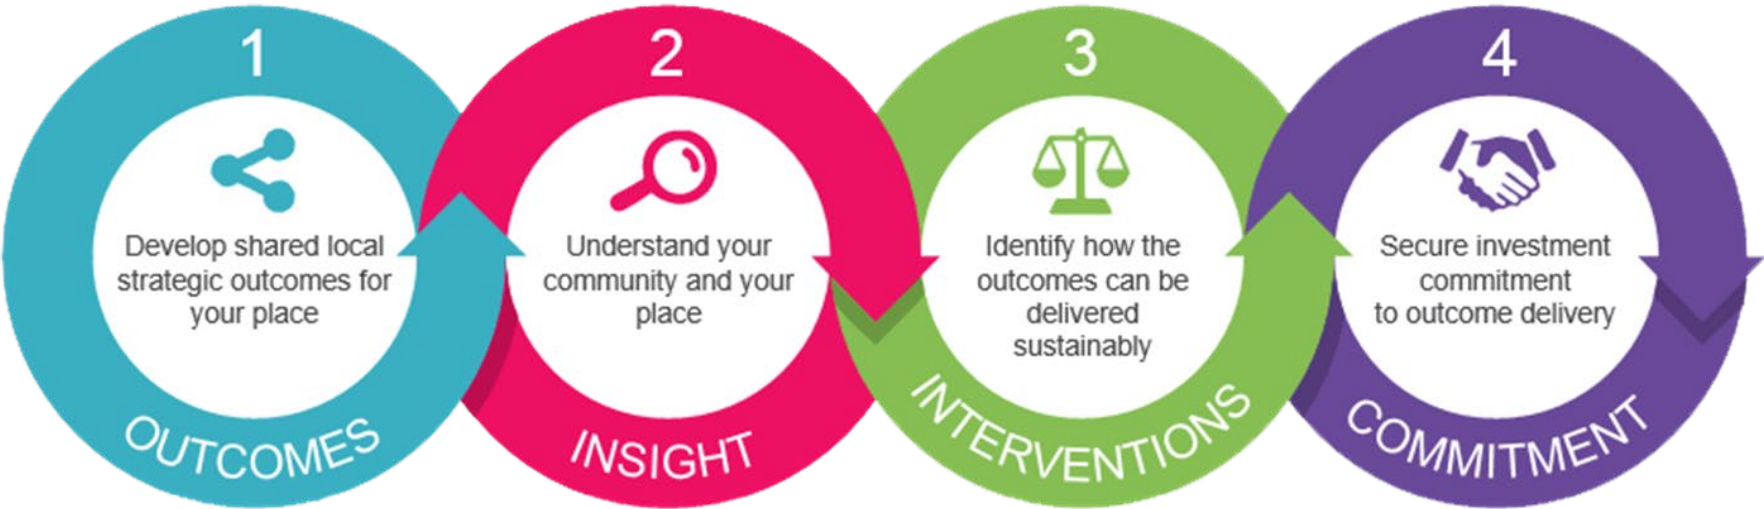 1
Develop shared local
strategic outcomes for
your place
OUTCOMES
2
Understand your
community and your
place
INSIGHT
3
Identify how the
outcomes can be
delivered
sustainably
INTERVENTIONS
4
Secure investment
commitment
to outcome delivery
COMMITMENT